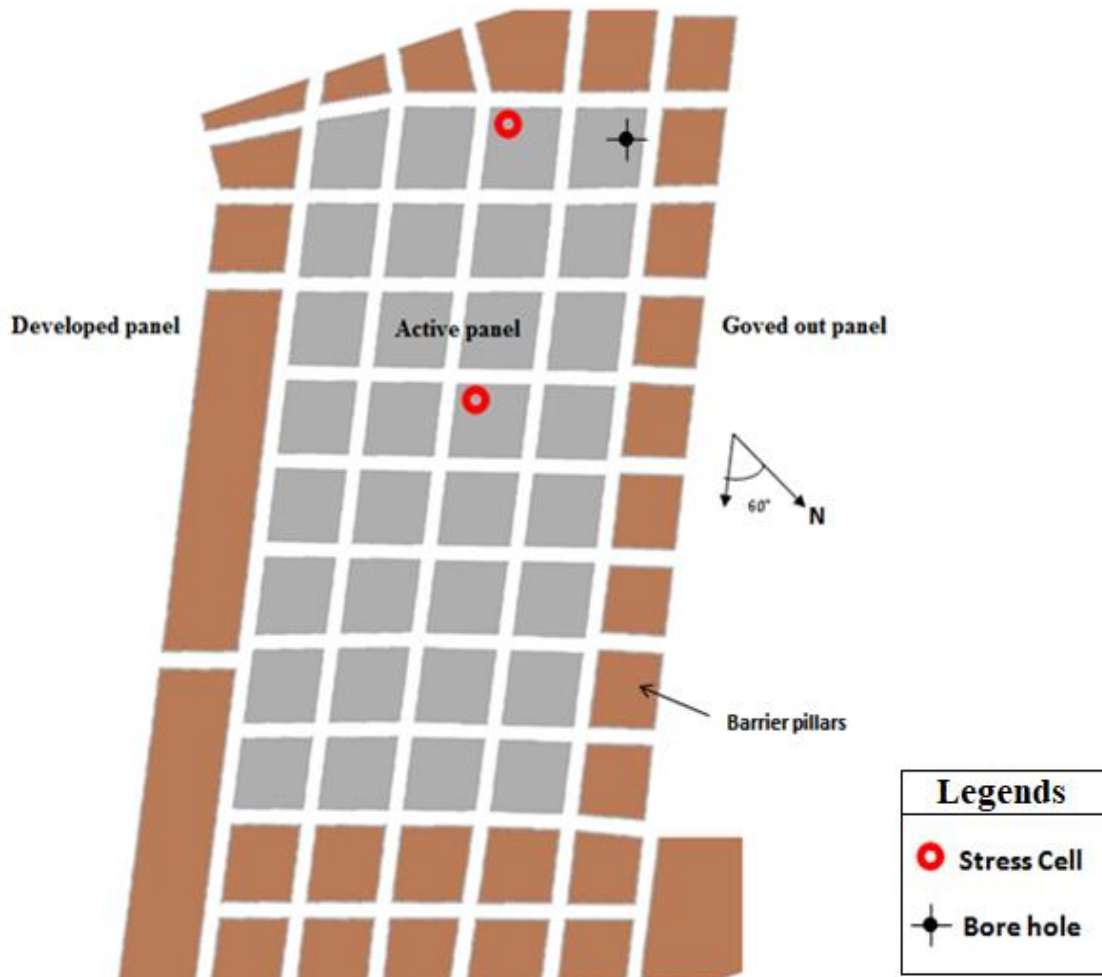 Developed panel
Active panel
Goved out panel
60°
N
Barrier pillars
Legends
Stress Cell
Bore hole